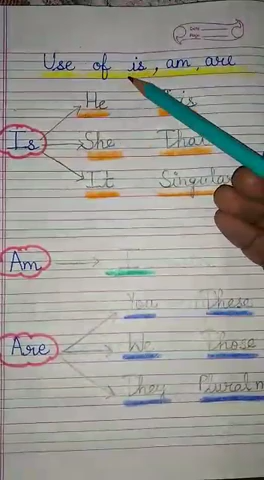 Use of is, am, are
He
Is She That
It Singular
Am I
You These
Are We Those
They Plural n